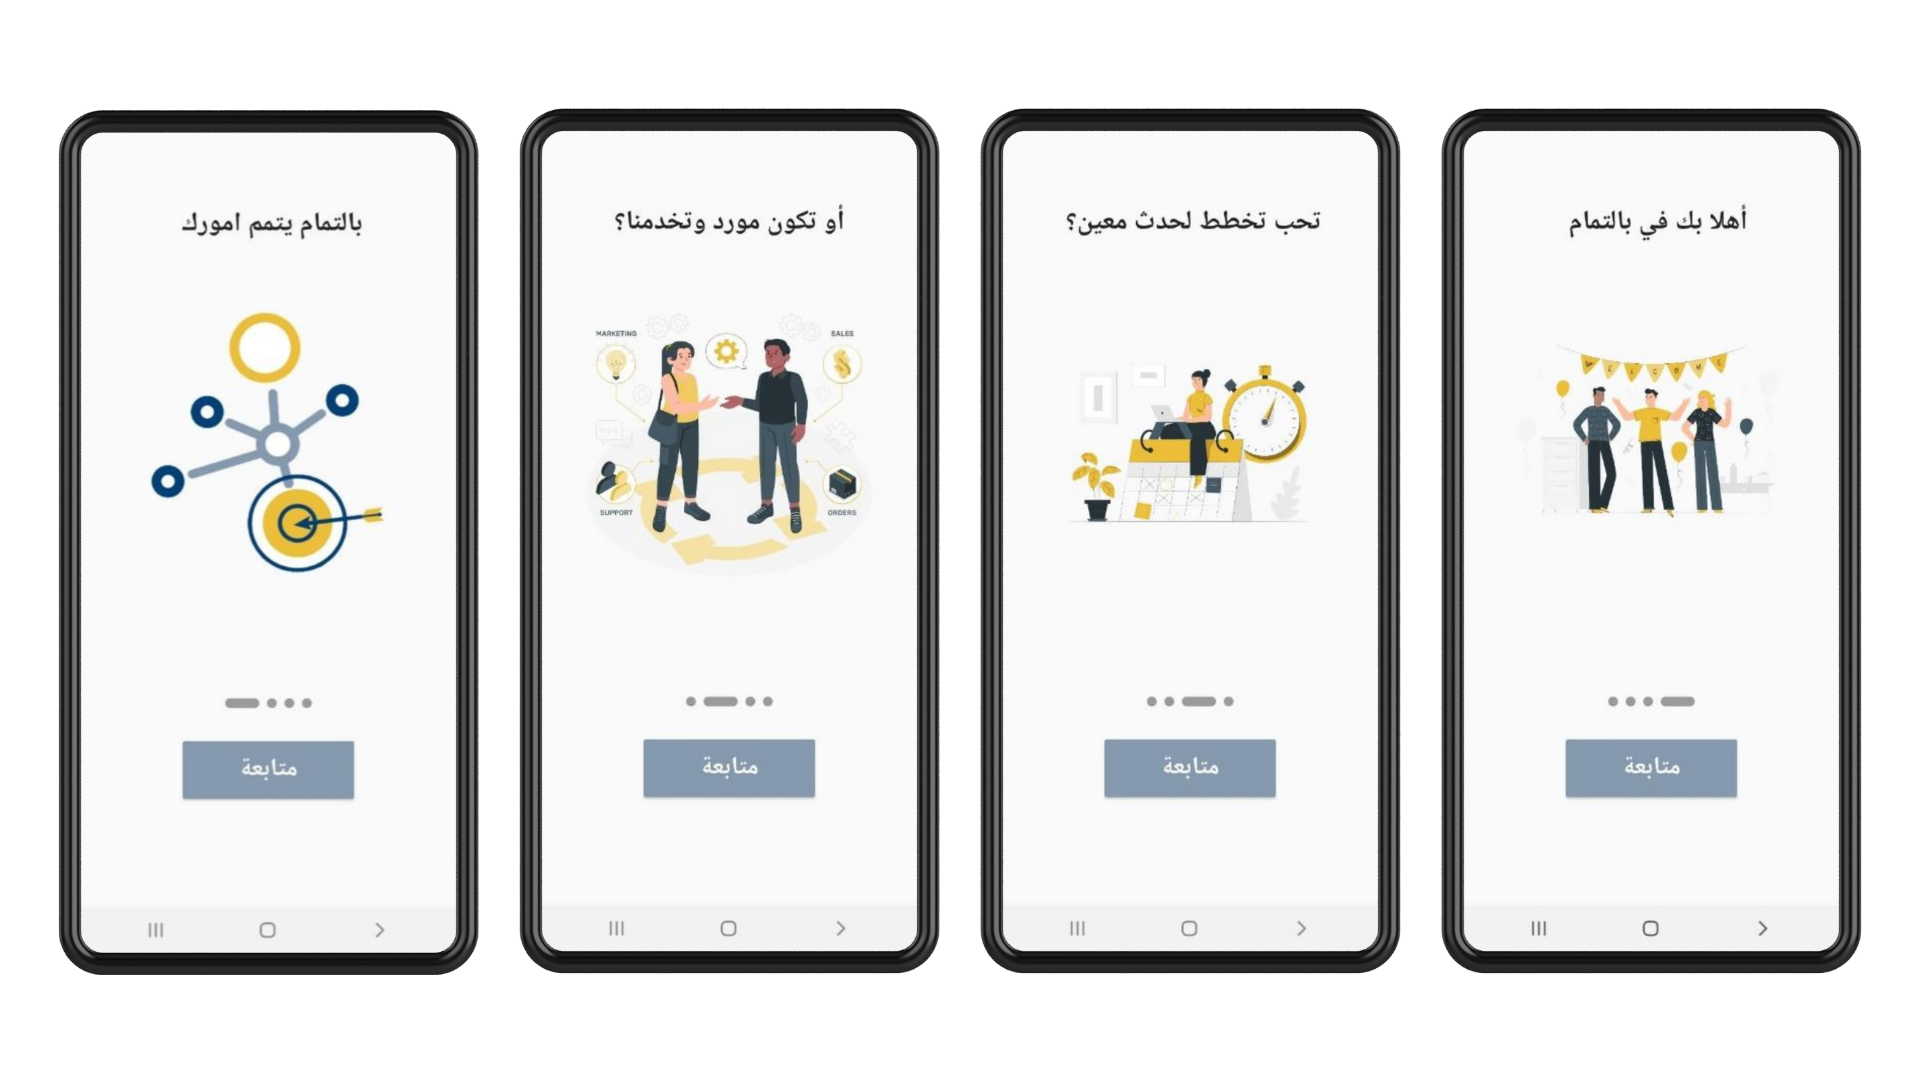 أهلا بك في بالتمام
WELCOME
متابعة
تحب تخطط لحدث معين؟
متابعة
أو تكون مورد وتخدمنا؟
MARKETING
SALES
SUPPORT
ORDERS
متابعة
بالتمام يتمم امورك
متابعة